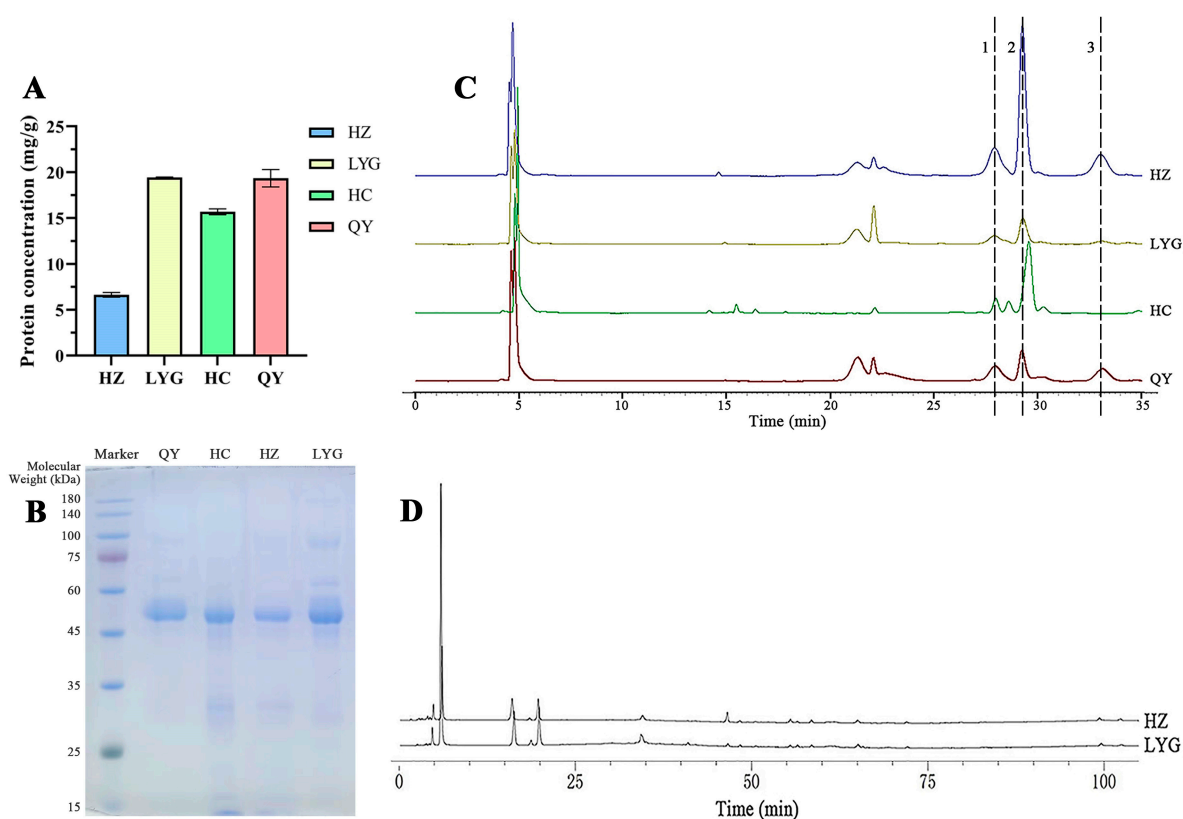 A
Protein concentration (mg/g)
25
20
15
10
5
0
HZ LYG HC QY
HZ
LYG
HC
QY
C
1 2 3
HZ
LYG
HC
QY
0 5 10 15 20 25 30 35
Time (min)
B
Molecular
Weight (kDa)
Marker QY HC HZ LYG
180
140
100
75
60
45
35
25
15
D
HZ
LYG
0 25 50 75 100
Time (min)